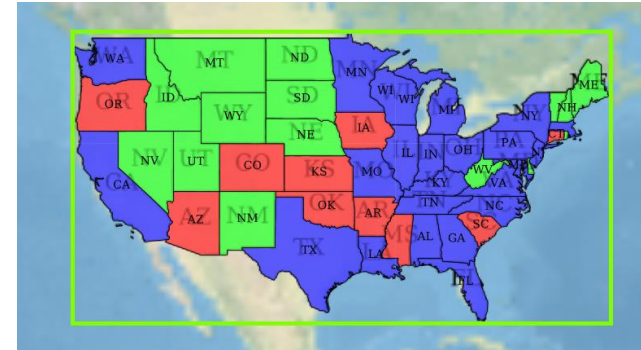 WA MT ND MN
OR ID WY SD WI WI MI NY NH ME
NE IA CT
NV UT CO KS MO IL IN OH PA
CA KY WV VA
AZ NM OK AR TN NC
TX LA MS AL GA SC
FL